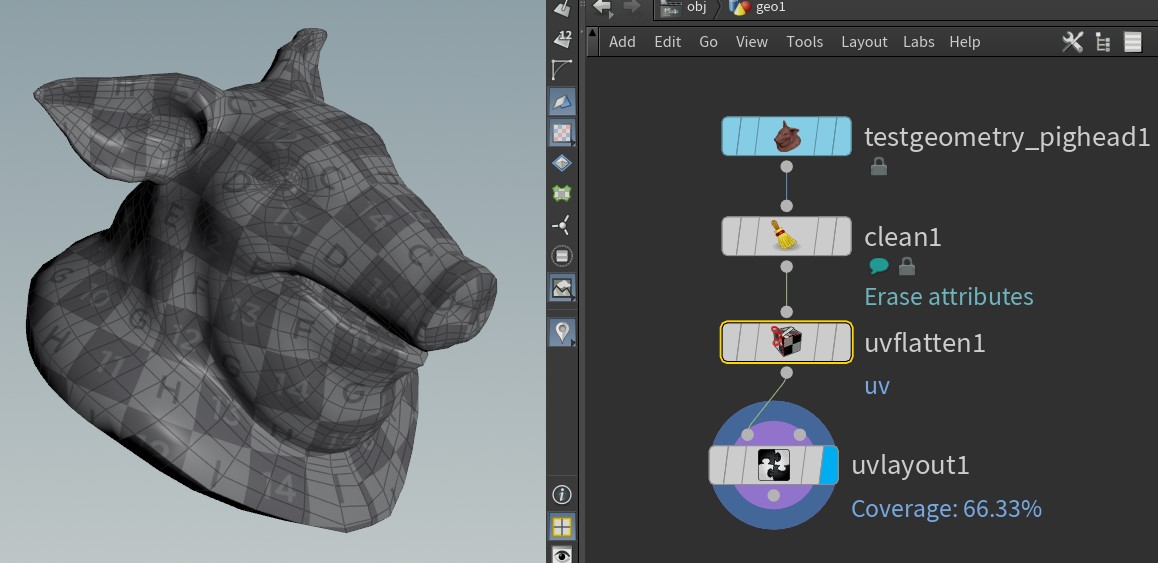 12
obj
geo1
Add Edit Go View Tools Layout Labs Help
testgeometry_pighead1
clean1
Erase attributes
uvflatten1
uv
uvlayout1
Coverage: 66.33%